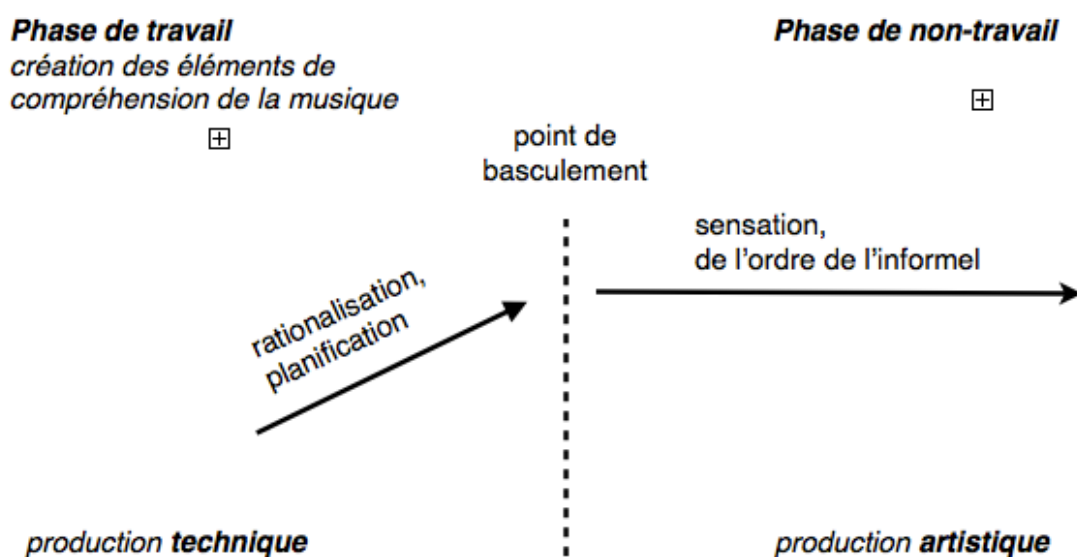 Phase de travail
création des éléments de
compréhension de la musique
Phase de non-travail
point de
basculement
rationalisation,
planification
sensation,
de l'ordre de l'informel
production technique
production artistique